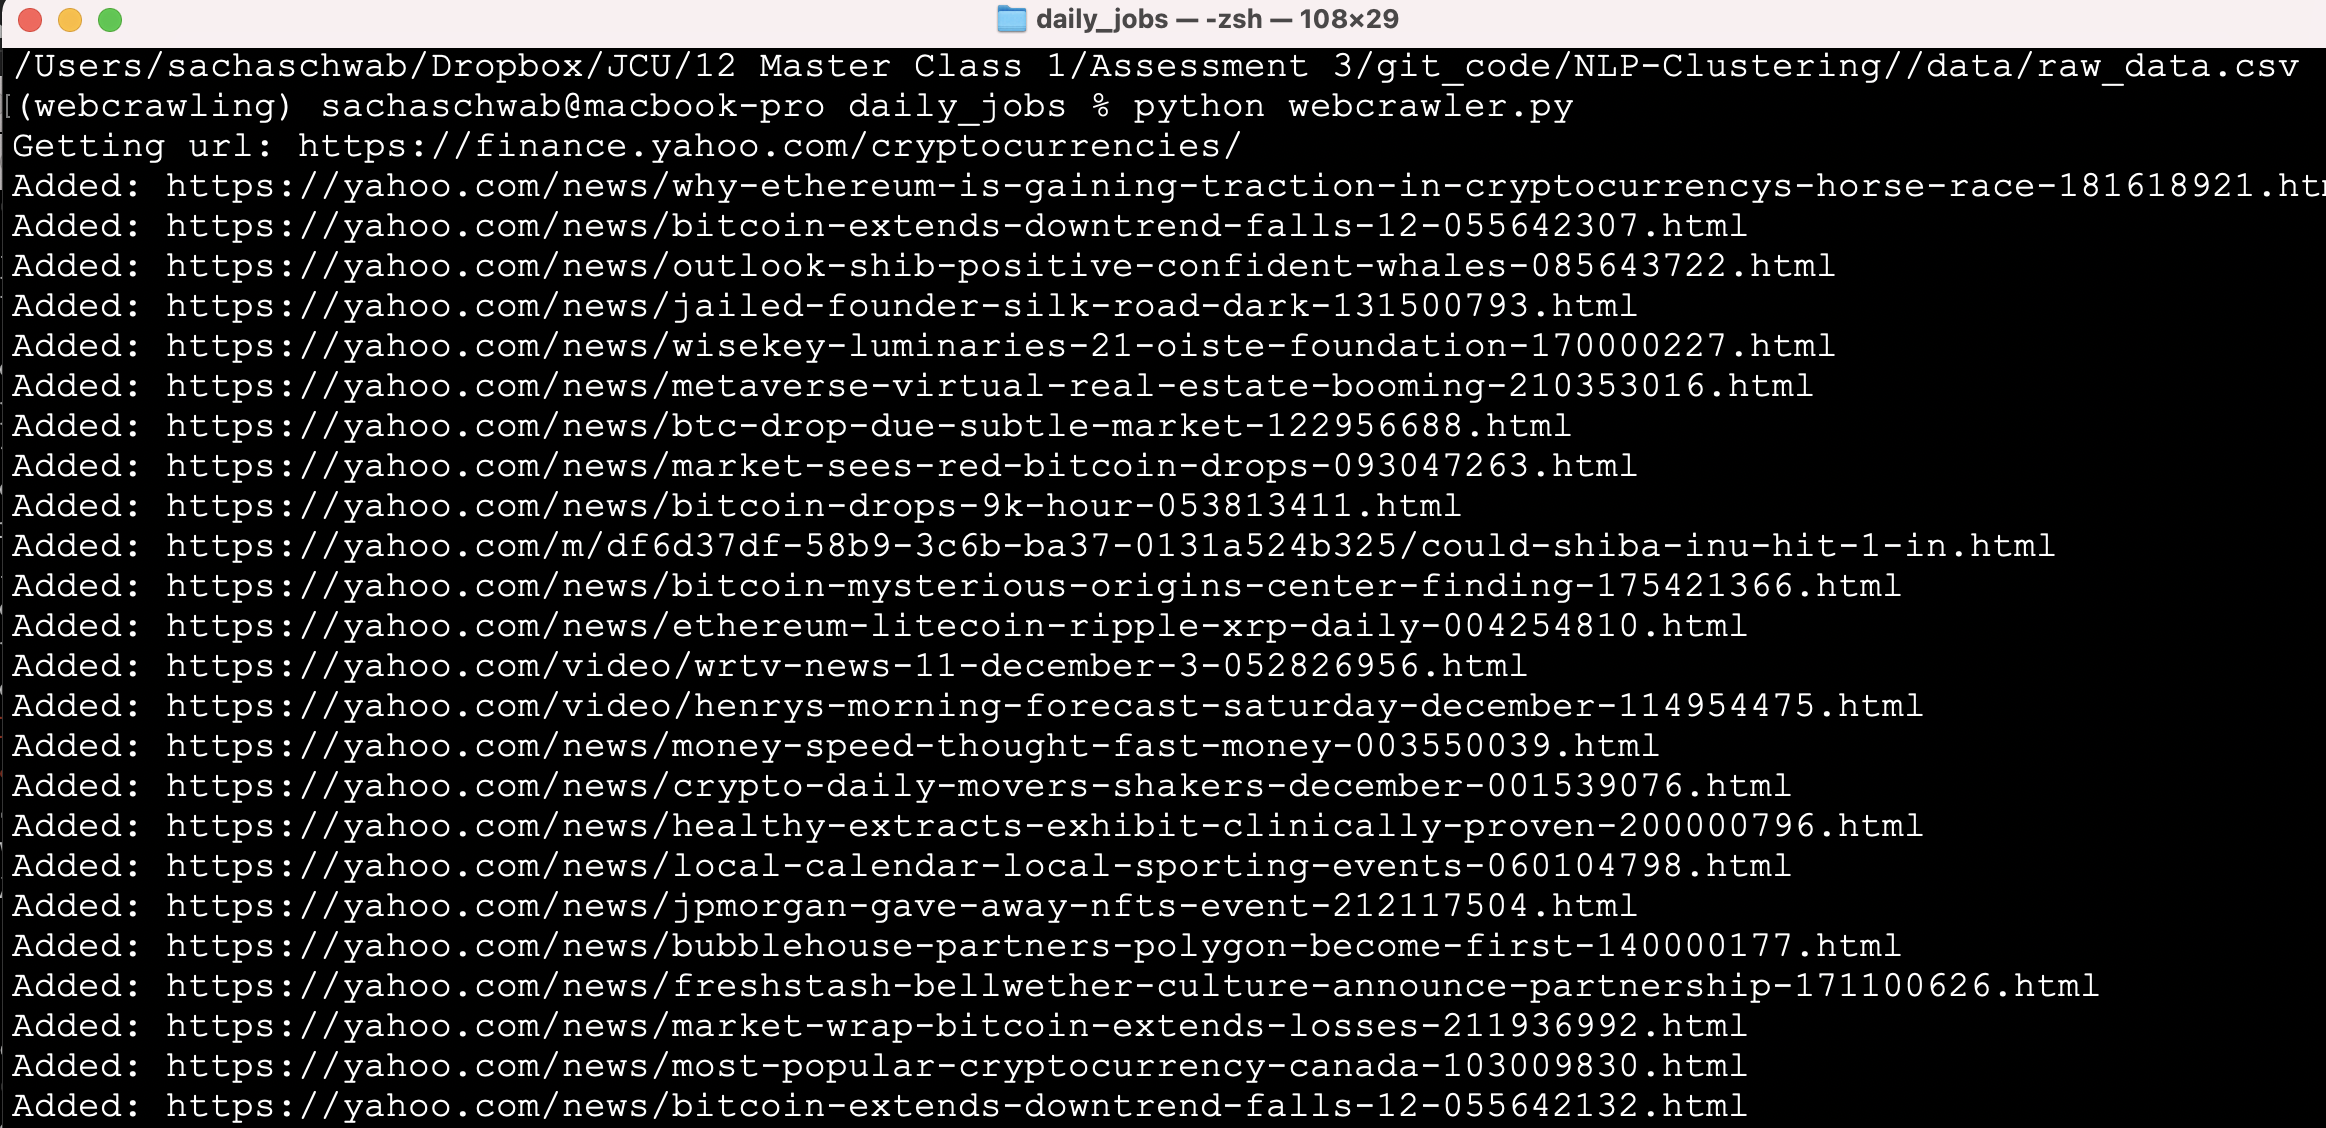 daily_jobs — -zsh — 108×29
/Users/sachaschwab/Dropbox/JCU/12 Master Class 1/Assessment 3/git_code/NLP-Clustering//data/raw_data.csv
[(webcrawling) sachaschwab@macbook-pro daily_jobs % python webcrawler.py
Getting url: https://finance.yahoo.com/cryptocurrencies/
Added: https://yahoo.com/news/why-ethereum-is-gaining-traction-in-cryptocurrencys-horse-race-181618921.ht
Added: https://yahoo.com/news/bitcoin-extends-downtrend-falls-12-055642307.html
Added: https://yahoo.com/news/outlook-shib-positive-confident-whales-085643722.html
Added: https://yahoo.com/news/jailed-founder-silk-road-dark-131500793.html
Added: https://yahoo.com/news/wisekey-luminaries-21-oiste-foundation-170000227.html
Added: https://yahoo.com/news/metaverse-virtual-real-estate-booming-210353016.html
Added: https://yahoo.com/news/btc-drop-due-subtle-market-122956688.html
Added: https://yahoo.com/news/market-sees-red-bitcoin-drops-093047263.html
Added: https://yahoo.com/news/bitcoin-drops-9k-hour-053813411.html
Added: https://yahoo.com/m/df6d37df-58b9-3c6b-ba37-0131a524b325/could-shiba-inu-hit-1-in.html
Added: https://yahoo.com/news/bitcoin-mysterious-origins-center-finding-175421366.html
Added: https://yahoo.com/news/ethereum-litecoin-ripple-xrp-daily-004254810.html
Added: https://yahoo.com/video/wrtv-news-11-december-3-052826956.html
Added: https://yahoo.com/video/henrys-morning-forecast-saturday-december-114954475.html
Added: https://yahoo.com/news/money-speed-thought-fast-money-003550039.html
Added: https://yahoo.com/news/crypto-daily-movers-shakers-december-001539076.html
Added: https://yahoo.com/news/healthy-extracts-exhibit-clinically-proven-200000796.html
Added: https://yahoo.com/news/local-calendar-local-sporting-events-060104798.html
Added: https://yahoo.com/news/jpmorgan-gave-away-nfts-event-212117504.html
Added: https://yahoo.com/news/bubblehouse-partners-polygon-become-first-140000177.html
Added: https://yahoo.com/news/freshstash-bellwether-culture-announce-partnership-171100626.html
Added: https://yahoo.com/news/market-wrap-bitcoin-extends-losses-211936992.html
Added: https://yahoo.com/news/most-popular-cryptocurrency-canada-103009830.html
Added: https://yahoo.com/news/bitcoin-extends-downtrend-falls-12-055642132.html